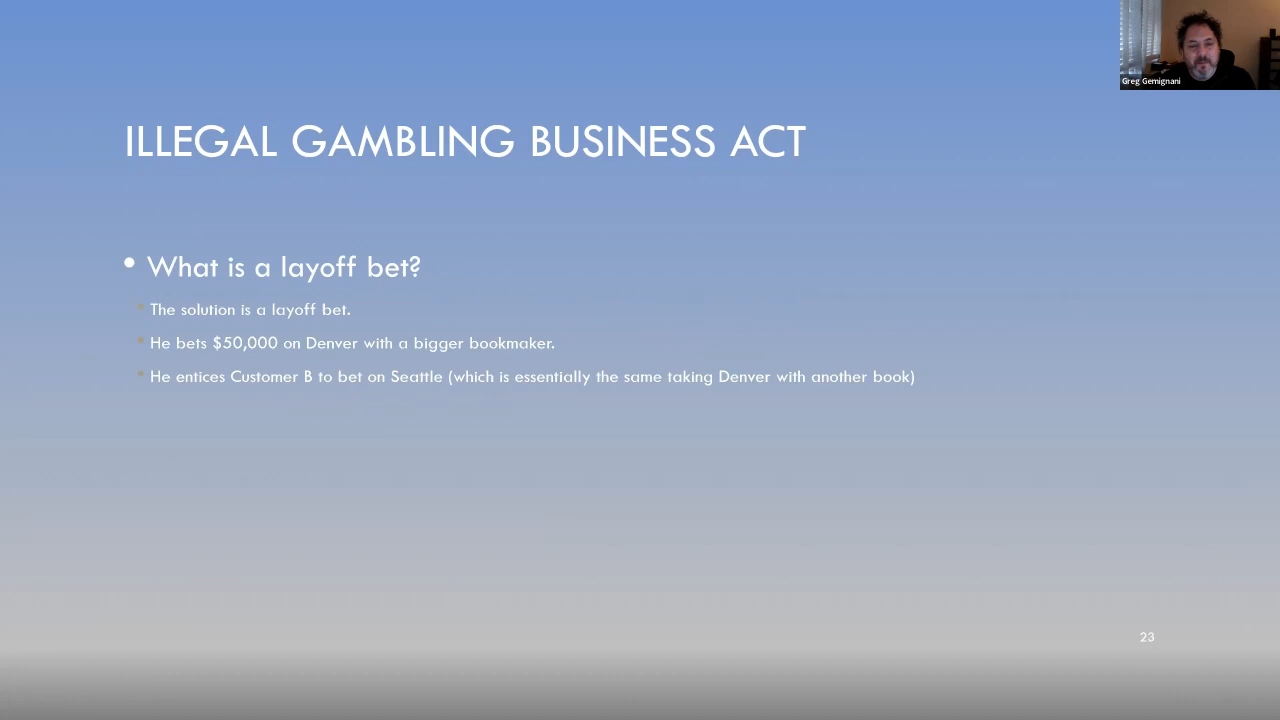 Greg Gemignani
ILLEGAL GAMBLING BUSINESS ACT
• What is a layoff bet?
• The solution is a layoff bet.
• He bets $50,000 on Denver with a bigger bookmaker.
• He entices Customer B to bet on Seattle (which is essentially the same taking Denver with another book)
23